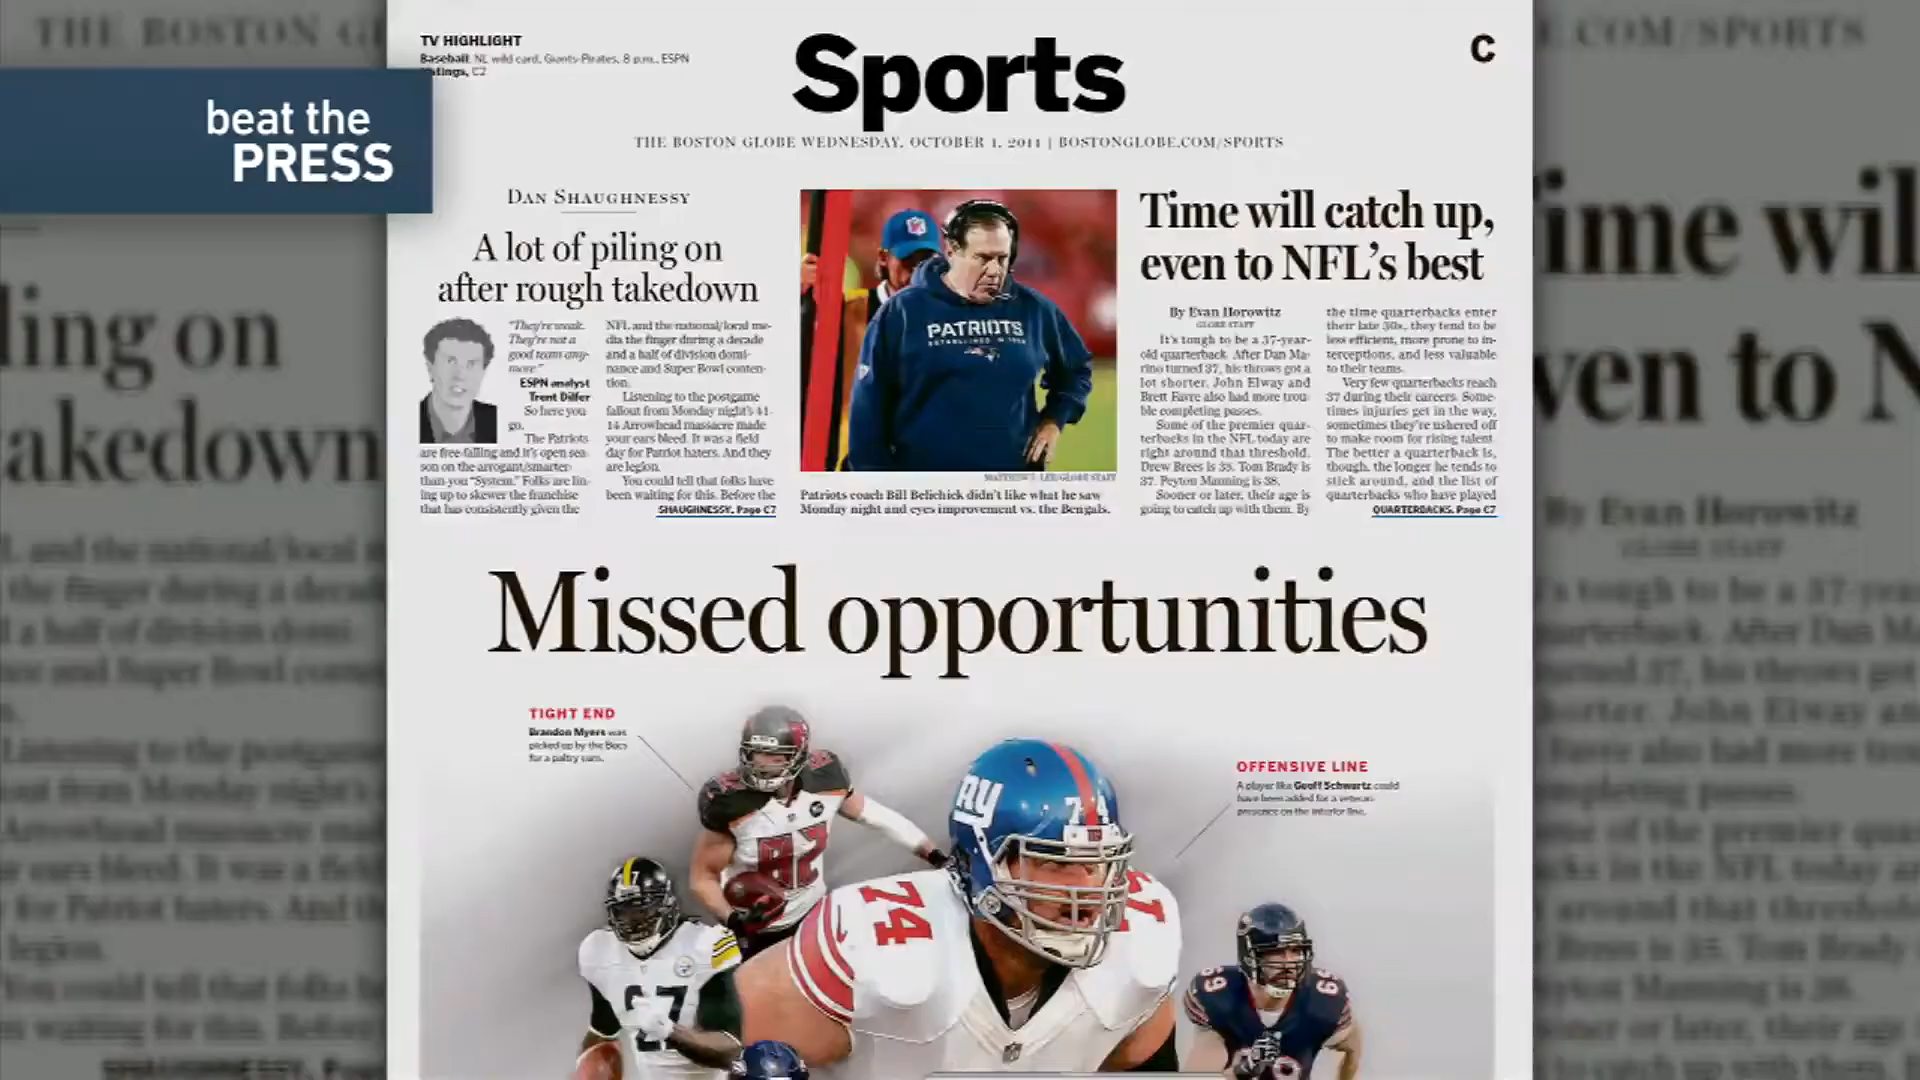 TV HIGHLIGHT
Baseball, NL wild card, Giants-Pirates, 8 p.m., ESPN
C2
Sports
C
THE BOSTON GLOBE WEDNESDAY, OCTOBER 1, 2014 | BOSTONGLOBE.COM/SPORTS
beat the
PRESS
DAN SHAUGHNESSY
A lot of piling on
after rough takedown
"They're weak.
They're not a
good team any-
more."
ESPN analyst
Trent Dilfer
So here you
go.
The Patriots
are free-falling and it's open sea-
son on the arrogant/smarter-
than-you "System." Folks are lin-
ing up to skewer the franchise
that has consistently given the
NFL and the national/local me-
dia the finger during a decade
and a half of division domi-
nance and Super Bowl conten-
tion.
Listening to the postgame
fallout from Monday night's 41-
14 Arrowhead massacre made
your ears bleed. It was a field
day for Patriot haters. And they
are legion.
You could tell that folks have
been waiting for this. Before the
SHAUGHNESSY, Page C7
PATRIOTS
MATTHEW J. LEE/GLOBE STAFF
Patriots coach Bill Belichick didn't like what he saw
Monday night and eyes improvement vs. the Bengals.
Time will catch up,
even to NFL's best
By Evan Horowitz
GLOBE STAFF
It's tough to be a 37-year-
old quarterback. After Dan Ma-
rino turned 37, his throws got a
lot shorter. John Elway and
Brett Favre also had more trou-
ble completing passes.
Some of the premier quar-
terbacks in the NFL today are
right around that threshold.
Drew Brees is 35. Tom Brady is
37. Peyton Manning is 38.
Sooner or later, their age is
going to catch up with them. By
the time quarterbacks enter
their late 30s, they tend to be
less efficient, more prone to in-
terceptions, and less valuable
to their teams.
Very few quarterbacks reach
37 during their careers. Some-
times injuries get in the way,
sometimes they're ushered off
to make room for rising talent.
The better a quarterback is,
though, the longer he tends to
stick around, and the list of
quarterbacks who have played
QUARTERBACKS, Page C7
Missed opportunities
TIGHT END
Brandon Myers was
picked up by the Bucs
for a paltry sum.
OFFENSIVE LINE
A player like Geoff Schwartz could
have been added for a veteran
presence on the interior line.
82
74
74
27
69
69